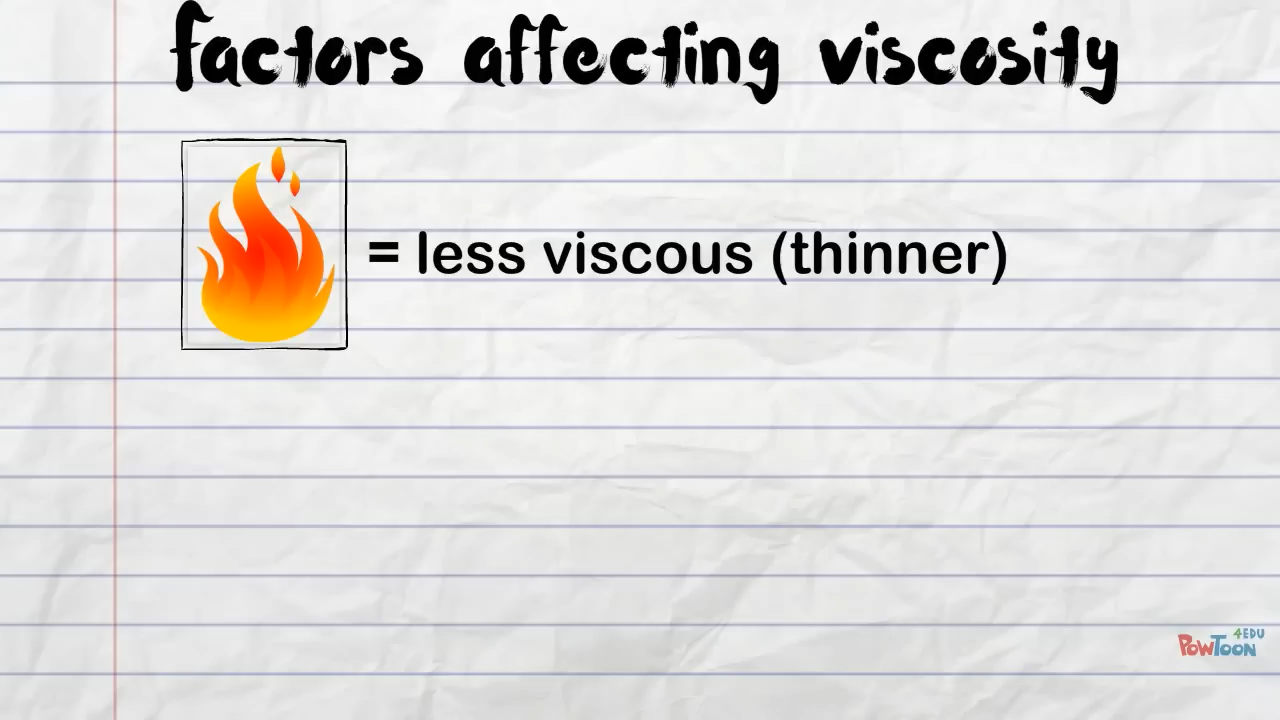 factors affecting viscosity
= less viscous (thinner)
4EDU
POWTOON